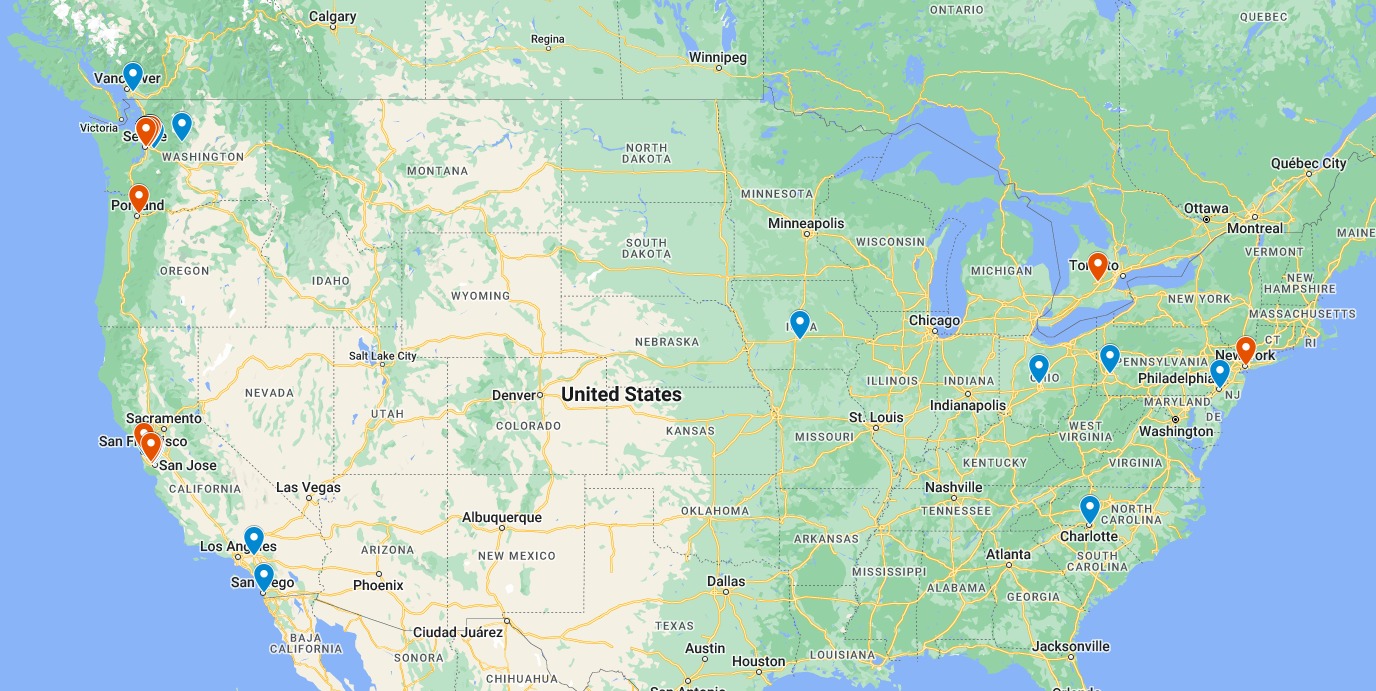 ONTARIO
QUEBEC
Calgary
Regina
Winnipeg
Vancouver
Victoria
Seattle
WASHINGTON
MONTANA
NORTH
DAKOTA
MINNESOTA
Québec City
Ottawa
Montreal
MAINE
Portland
Minneapolis
WISCONSIN
SOUTH
DAKOTA
VERMONT
NEW
HAMPSHIRE
OREGON
IDAHO
WYOMING
MICHIGAN
Toronto
NEW YORK
MASSACHUSETTS
CT
RI
IOWA
Chicago
NEBRASKA
Salt Lake City
PENNSYLVANIA
New York
Philadelphia
NJ
NEVADA
UTAH
Denver
COLORADO
United States
ILLINOIS
INDIANA
OHIO
Indianapolis
MARYLAND
DE
Sacramento
San Francisco
San Jose
CALIFORNIA
KANSAS
St. Louis
MISSOURI
WEST
VIRGINIA
Washington
KENTUCKY
VIRGINIA
Las Vegas
Nashville
TENNESSEE
NORTH
CAROLINA
Albuquerque
OKLAHOMA
Charlotte
Los Angeles
ARIZONA
NEW MEXICO
ARKANSAS
Atlanta
SOUTH
CAROLINA
San Diego
Phoenix
Dallas
MISSISSIPPI
ALABAMA
GEORGIA
Ciudad Juárez
TEXAS
BAJA
CALIFORNIA
SONORA
CHIHUAHUA
Austin
Houston
LOUISIANA
Jacksonville
San Antonio
Orlando